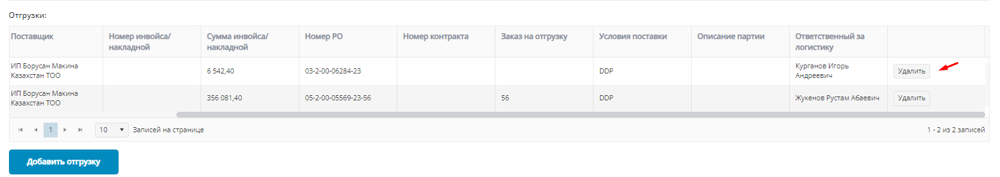 Отгрузки:
Поставщик
Номер инвойса/
накладной
Сумма инвойса/
накладной
Номер РО
Номер контракта
Заказ на отгрузку
Условия поставки
Описание партии
Ответственный за
логистику
ИП Борусан Макина
Казахстан ТОО
6 542,40
03-2-00-06284-23
DDP
Курганов Игорь
Андреевич
Удалить
ИП Борусан Макина
Казахстан ТОО
356 081,40
05-2-00-05569-23-56
56
DDP
Жукенов Рустам Абаевич
Удалить
1
10
Записей на странице
1 - 2 из 2 записей
Добавить отгрузку